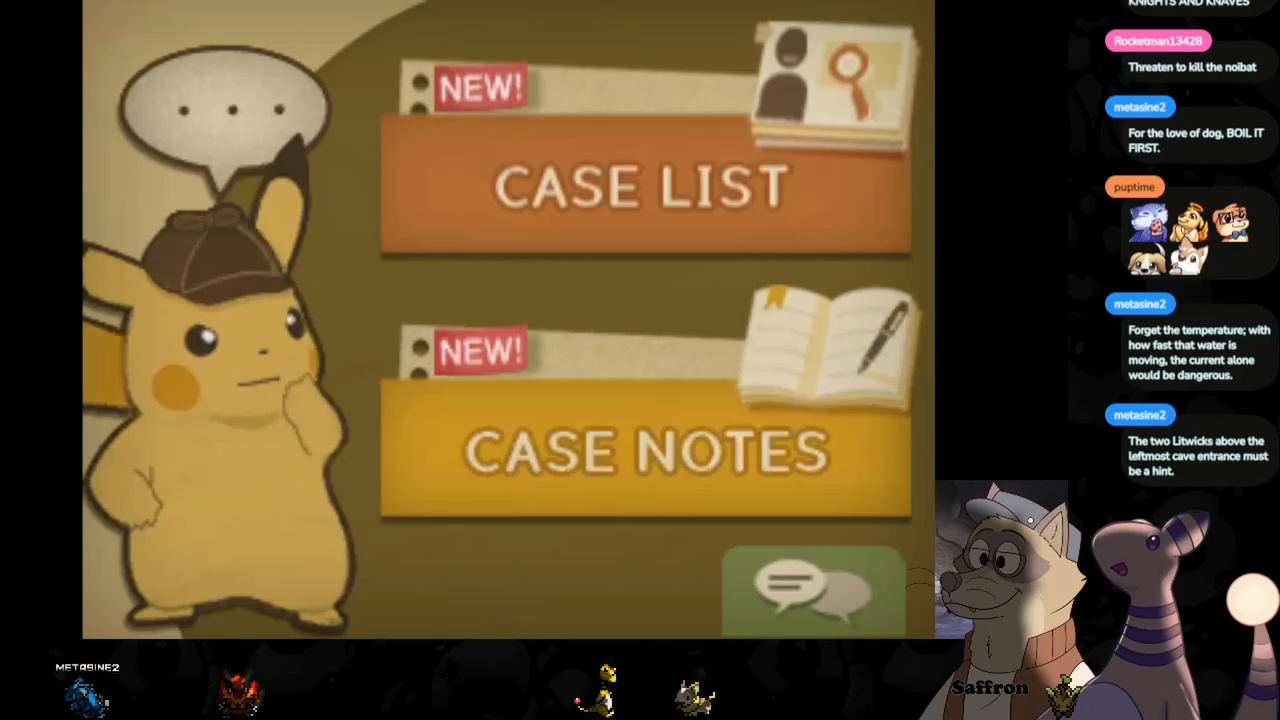 NEW!
CASE LIST
NEW!
CASE NOTES
KNIGHTS AND KNAVES
Rocketman13428
Threaten to kill the noibat
metasine2
For the love of dog, BOIL IT
FIRST.
puptime
metasine2
Forget the temperature; with
how fast that water is
moving, the current alone
would be dangerous.
metasine2
The two Litwicks above the
leftmost cave entrance must
be a hint.
METASINE2
Saffron